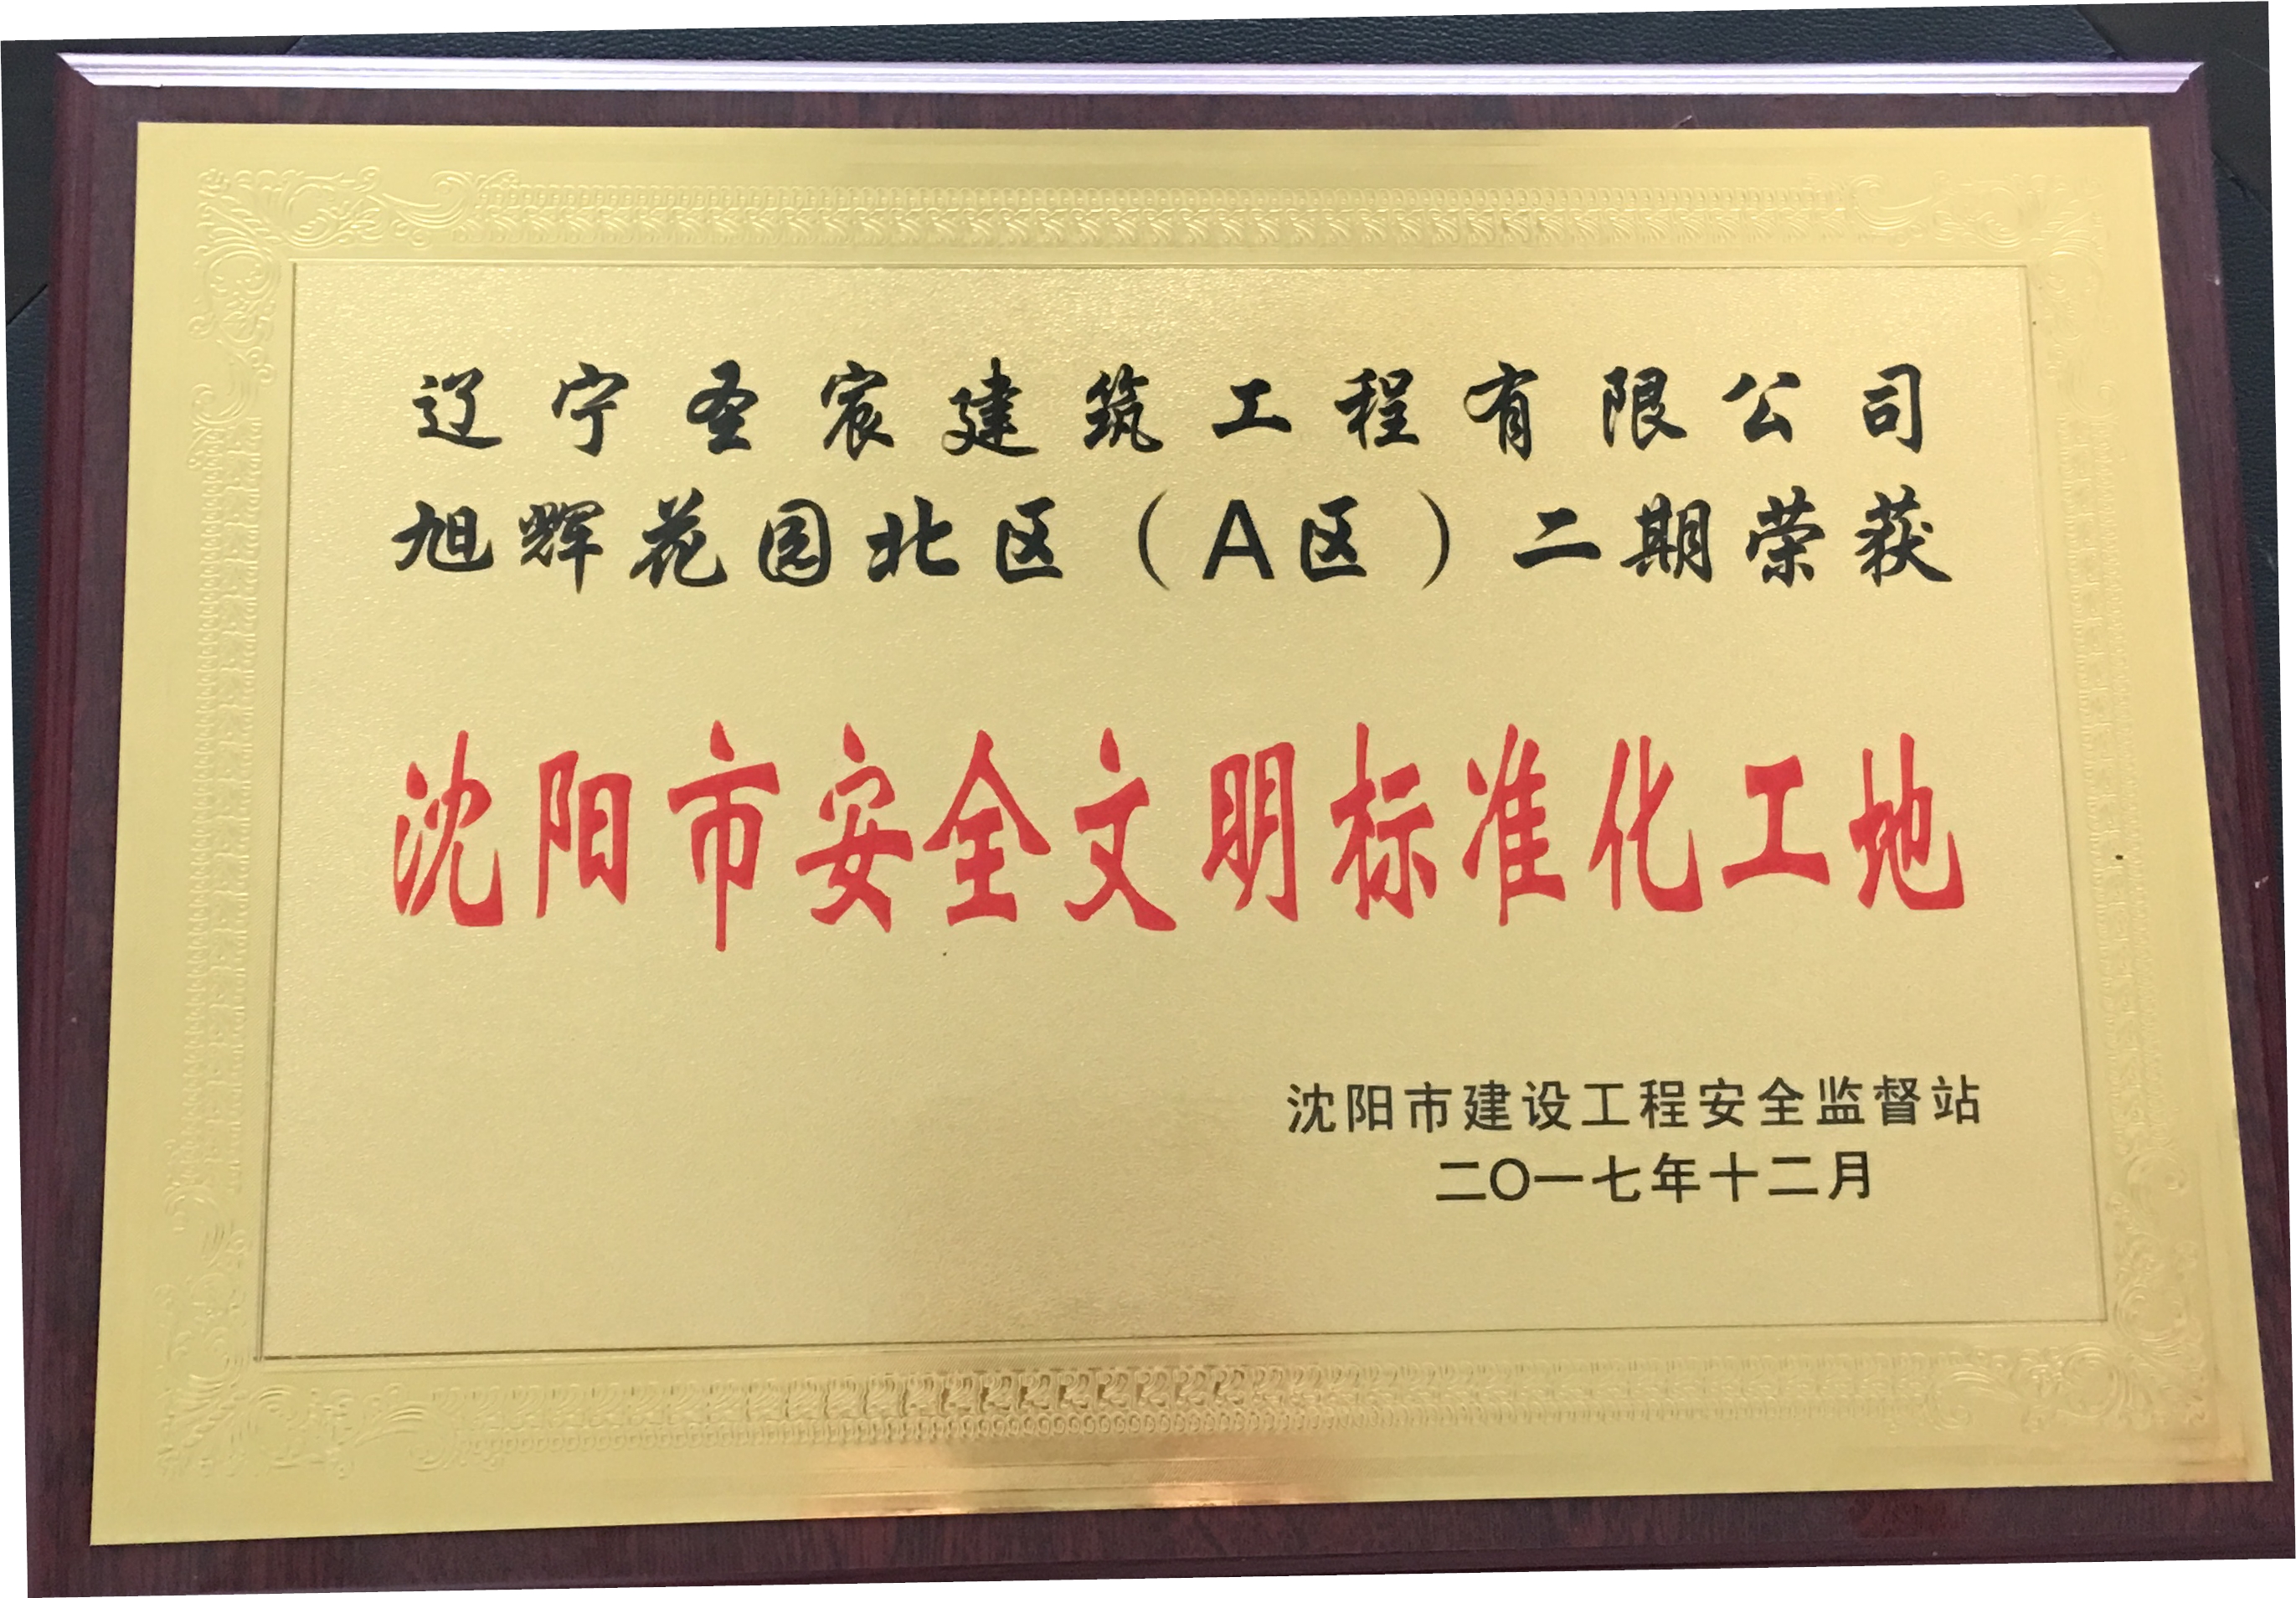 辽宁圣宸建筑工程有限公司
旭辉花园北区（A区）二期荣获
沈阳市安全文明标准化工地
沈阳市建设工程安全监督站
二〇一七年十二月